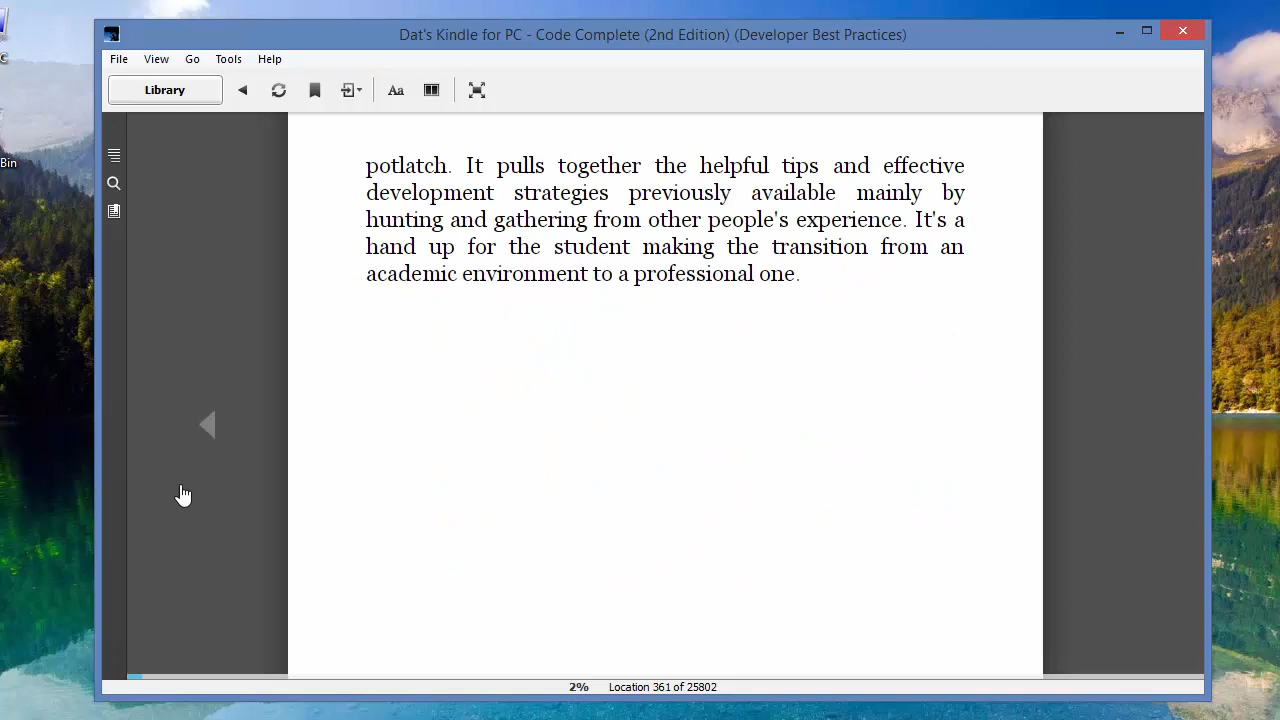 Dat's Kindle for PC - Code Complete (2nd Edition) (Developer Best Practices)
File View Go Tools Help
Library Aa
potlatch. It pulls together the helpful tips and effective
development strategies previously available mainly by
hunting and gathering from other people's experience. It's a
hand up for the student making the transition from an
academic environment to a professional one.
2% Location 361 of 25802
C
Bin